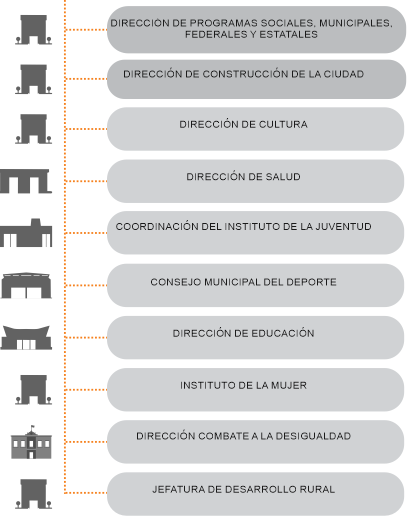 DIRECCIÓN DE PROGRAMAS SOCIALES, MUNICIPALES,
FEDERALES Y ESTATALES
DIRECCIÓN DE CONSTRUCCIÓN DE LA CIUDAD
DIRECCIÓN DE CULTURA
DIRECCIÓN DE SALUD
COORDINACIÓN DEL INSTITUTO DE LA JUVENTUD
CONSEJO MUNICIPAL DEL DEPORTE
DIRECCIÓN DE EDUCACIÓN
INSTITUTO DE LA MUJER
DIRECCIÓN COMBATE A LA DESIGUALDAD
JEFATURA DE DESARROLLO RURAL